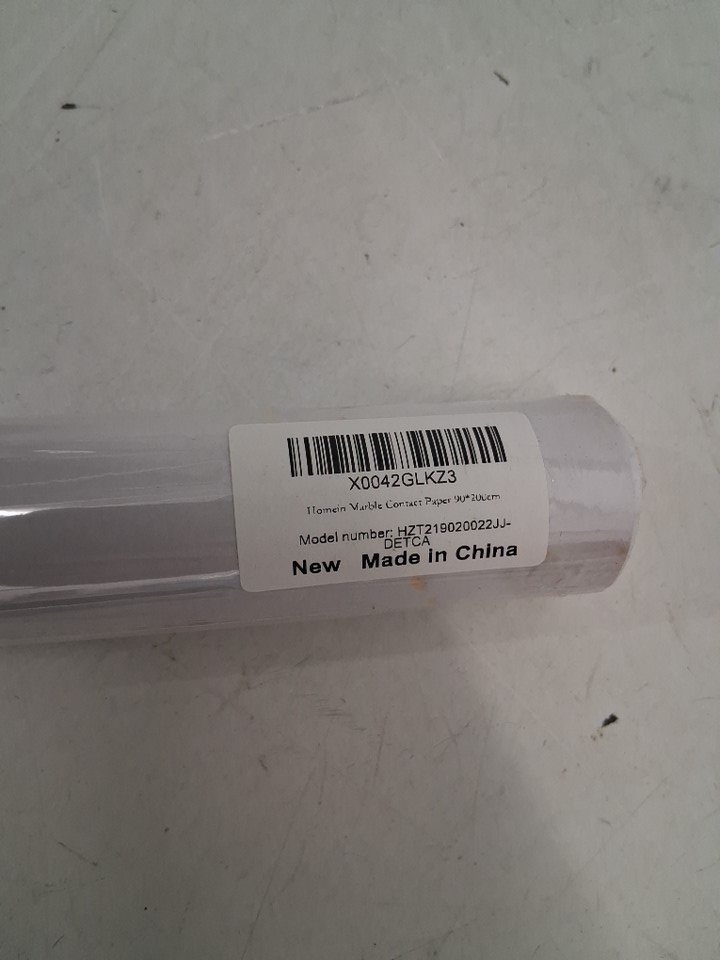 X0042GLKZ3
Homein Marble Contact Paper 90*200cm
Model number: HZT219020022JJ-
DETCA
New Made in China